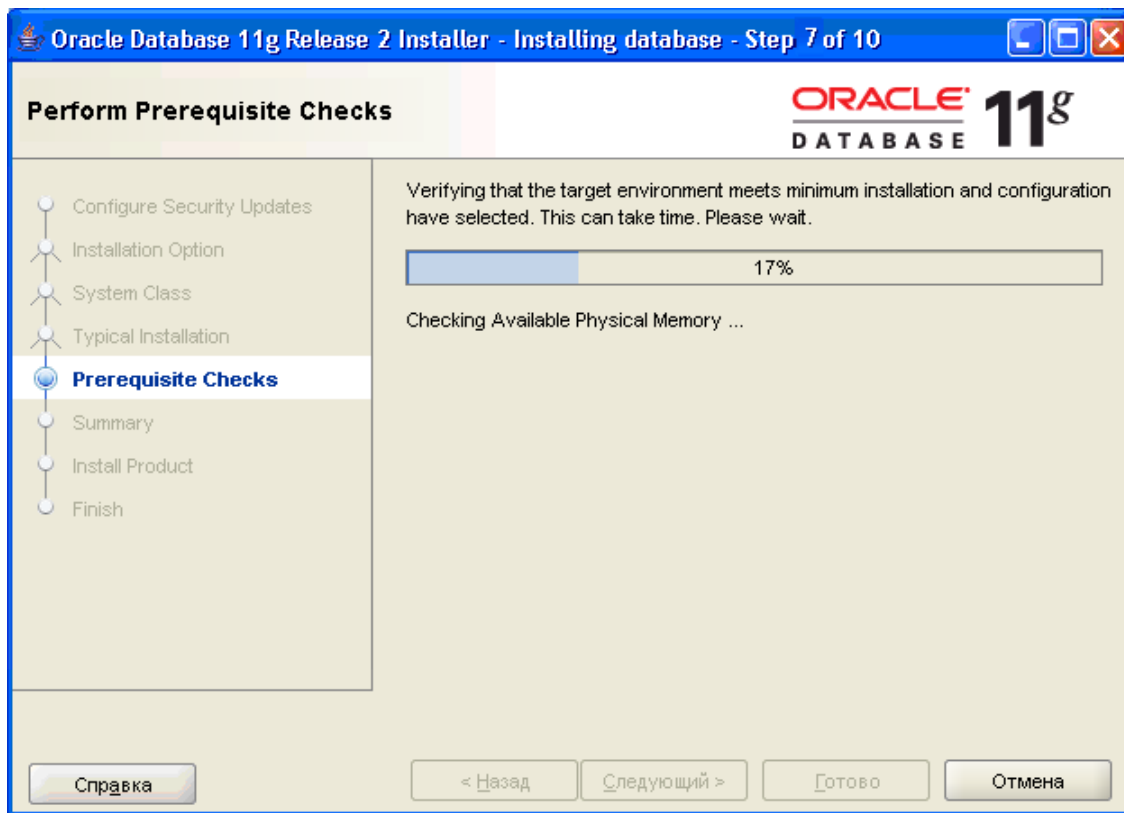 Oracle Database 11g Release 2 Installer - Installing database - Step 7 of 10
Perform Prerequisite Checks
ORACLE
DATABASE
11g
Configure Security Updates
Installation Option
System Class
Typical Installation
Prerequisite Checks
Summary
Install Product
Finish
Verifying that the target environment meets minimum installation and configuration
have selected. This can take time. Please wait.
17%
Checking Available Physical Memory ...
Справка
< Назад
Следующий >
Готово
Отмена